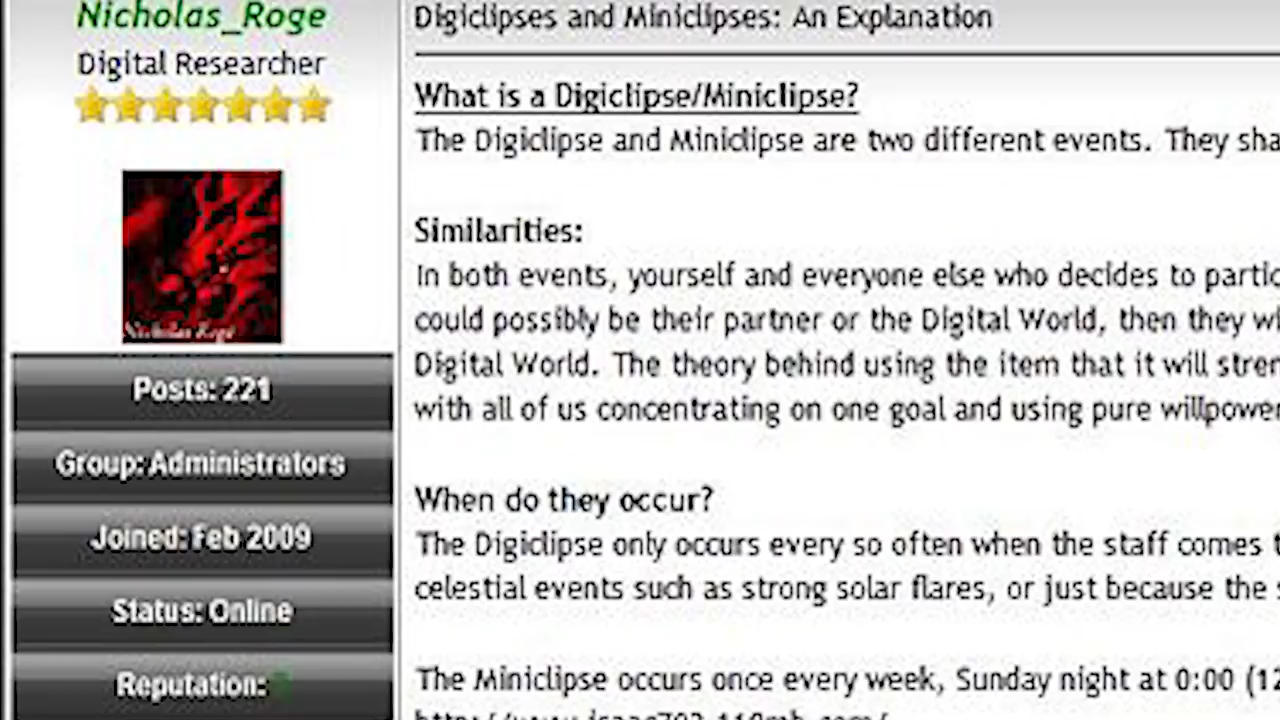 Nicholas_Roge
Digital Researcher
Nicholas Roge
Posts: 221
Group: Administrators
Joined: Feb 2009
Status: Online
Reputation:
Digiclipses and Miniclipses: An Explanation
What is a Digiclipse/Miniclipse?
The Digiclipse and Miniclipse are two different events. They sha
Similarities:
In both events, yourself and everyone else who decides to partic
could possibly be their partner or the Digital World, then they wi
Digital World. The theory behind using the item that it will stren
with all of us concentrating on one goal and using pure willpower
When do they occur?
The Digiclipse only occurs every so often when the staff comes t
celestial events such as strong solar flares, or just because the s
The Miniclipse occurs once every week, Sunday night at 0:00 (12